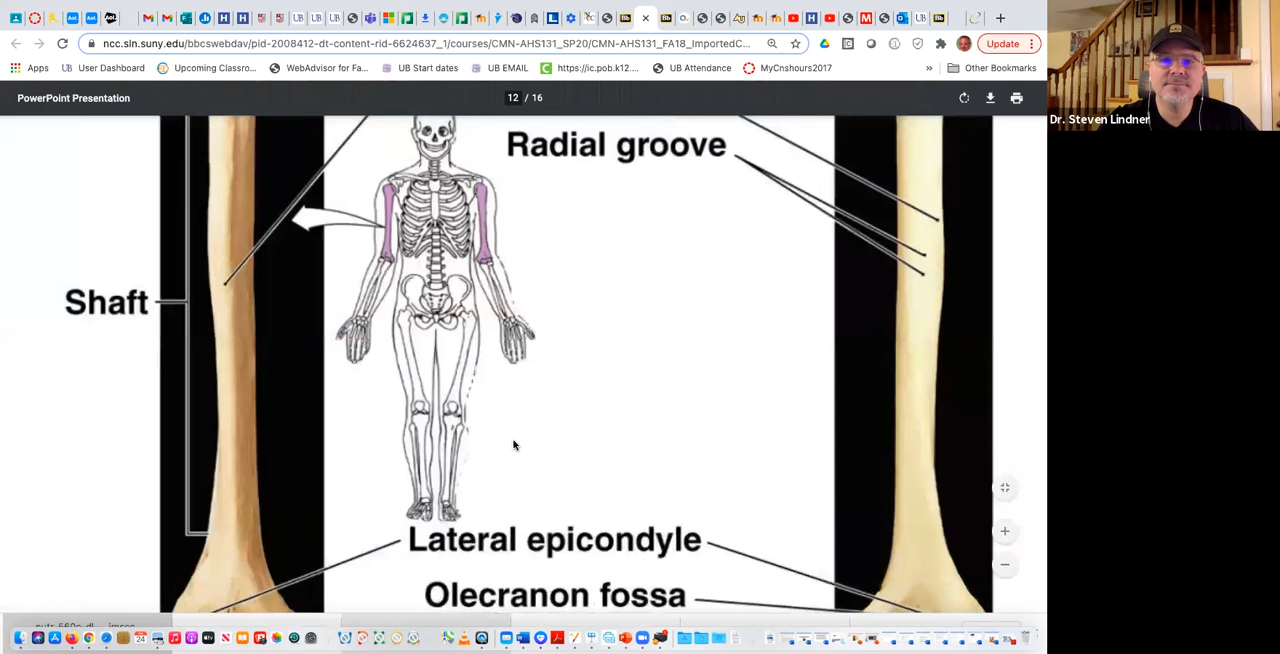 ncc.sln.suny.edu/bbcswebdav/pid-2008412-dt-content-rid-6624637_1/courses/CMN-AHS131_SP20/CMN-AHS131_FA18_ImportedC...
Update
Apps
UB User Dashboard
Upcoming Classro...
WebAdvisor for Fa...
UB Start dates
UB EMAIL
https://ic.pob.k12....
UB Attendance
MyCnshours2017
»
Other Bookmarks
PowerPoint Presentation
12 / 16
Dr. Steven Lindner
Radial groove
Shaft
Lateral epicondyle
Olecranon fossa